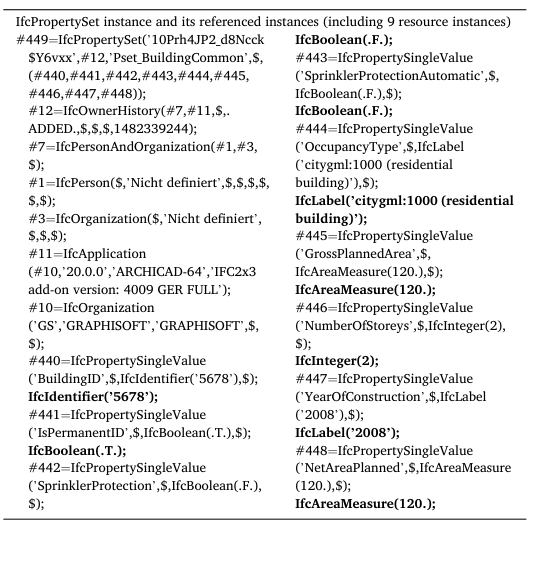 IfcPropertySet instance and its referenced instances (including 9 resource instances)
#449=IfcPropertySet('10Prh4JP2_d8Ncck
$Y6vxx',#12,'Pset_BuildingCommon',$,
(#440,#441,#442,#443,#444,#445,
#446,#447,#448));
#12=IfcOwnerHistory(#7,#11,$,.
ADDED.,$,$,$,1482339244);
#7=IfcPersonAndOrganization(#1,#3,
$);
#1=IfcPerson($,'Nicht definiert',$,$,$,$,
$,$);
#3=IfcOrganization($,'Nicht definiert',
$,$,$);
#11=IfcApplication
(#10,'20.0.0','ARCHICAD-64','IFC2x3
add-on version: 4009 GER FULL');
#10=IfcOrganization
('GS','GRAPHISOFT','GRAPHISOFT',$,
$);
#440=IfcPropertySingleValue
('BuildingID',$,IfcIdentifier('5678'),$);
IfcIdentifier('5678');
#441=IfcPropertySingleValue
('IsPermanentID',$,IfcBoolean(.T.),$);
IfcBoolean(.T.);
#442=IfcPropertySingleValue
('SprinklerProtection',$,IfcBoolean(.F.),
$);
IfcBoolean(.F.);
#443=IfcPropertySingleValue
('SprinklerProtectionAutomatic',$,
IfcBoolean(.F.),$);
IfcBoolean(.F.);
#444=IfcPropertySingleValue
('OccupancyType',$,IfcLabel
('citygml:1000 (residential
building)'),$);
IfcLabel('citygml:1000 (residential
building)');
#445=IfcPropertySingleValue
('GrossPlannedArea',$,
IfcAreaMeasure(120.),$);
IfcAreaMeasure(120.);
#446=IfcPropertySingleValue
('NumberOfStoreys',$,IfcInteger(2),
$);
IfcInteger(2);
#447=IfcPropertySingleValue
('YearOfConstruction',$,IfcLabel
('2008'),$);
IfcLabel('2008');
#448=IfcPropertySingleValue
('NetAreaPlanned',$,IfcAreaMeasure
(120.),$);
IfcAreaMeasure(120.);